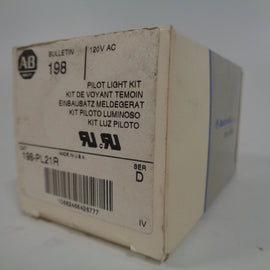 AB
BULLETIN
198
120V AC
PILOT LIGHT KIT
KIT DE VOYANT TEMOIN
EINBAUSATZ MELDEGERAT
KIT PILOTO LUMINOSO
KIT LUZ PILOTO
CAT
MADE IN U.S.A.
198-PL21R
SER
D
IV